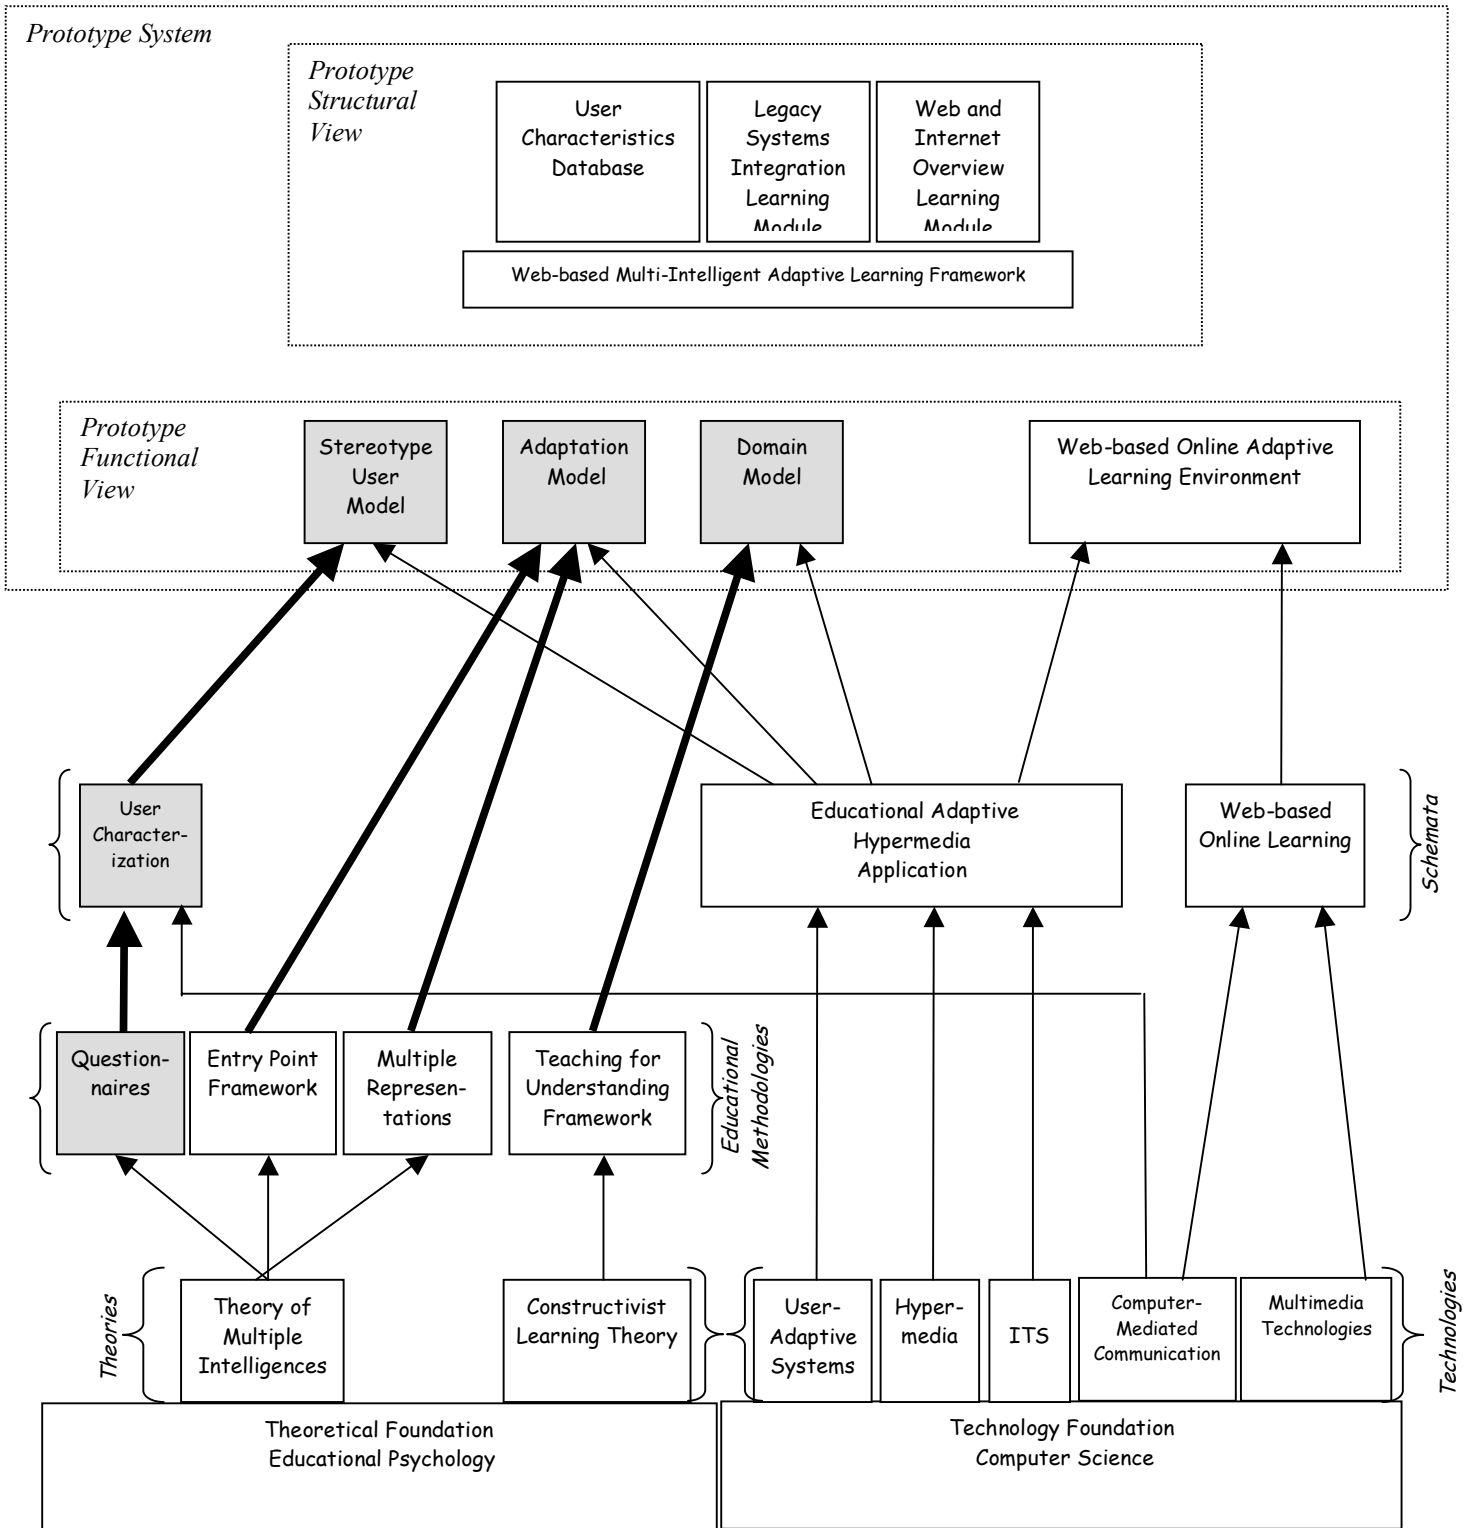 Prototype System
Prototype
Structural
View
User
Characteristics
Database
Legacy
Systems
Integration
Learning
Module
Web and
Internet
Overview
Learning
Module
Web-based Multi-Intelligent Adaptive Learning Framework
Prototype
Functional
View
Stereotype
User
Model
Adaptation
Model
Domain
Model
Web-based Online Adaptive
Learning Environment
User
Character-
ization
Educational Adaptive
Hypermedia
Application
Web-based
Online Learning
Schemata
Question-
naires
Entry Point
Framework
Multiple
Represen-
tations
Teaching for
Understanding
Framework
Educational
Methodologies
Theories
Theory of
Multiple
Intelligences
Constructivist
Learning Theory
User-
Adaptive
Systems
Hyper-
media
ITS
Computer-
Mediated
Communication
Multimedia
Technologies
Technologies
Theoretical Foundation
Educational Psychology
Technology Foundation
Computer Science